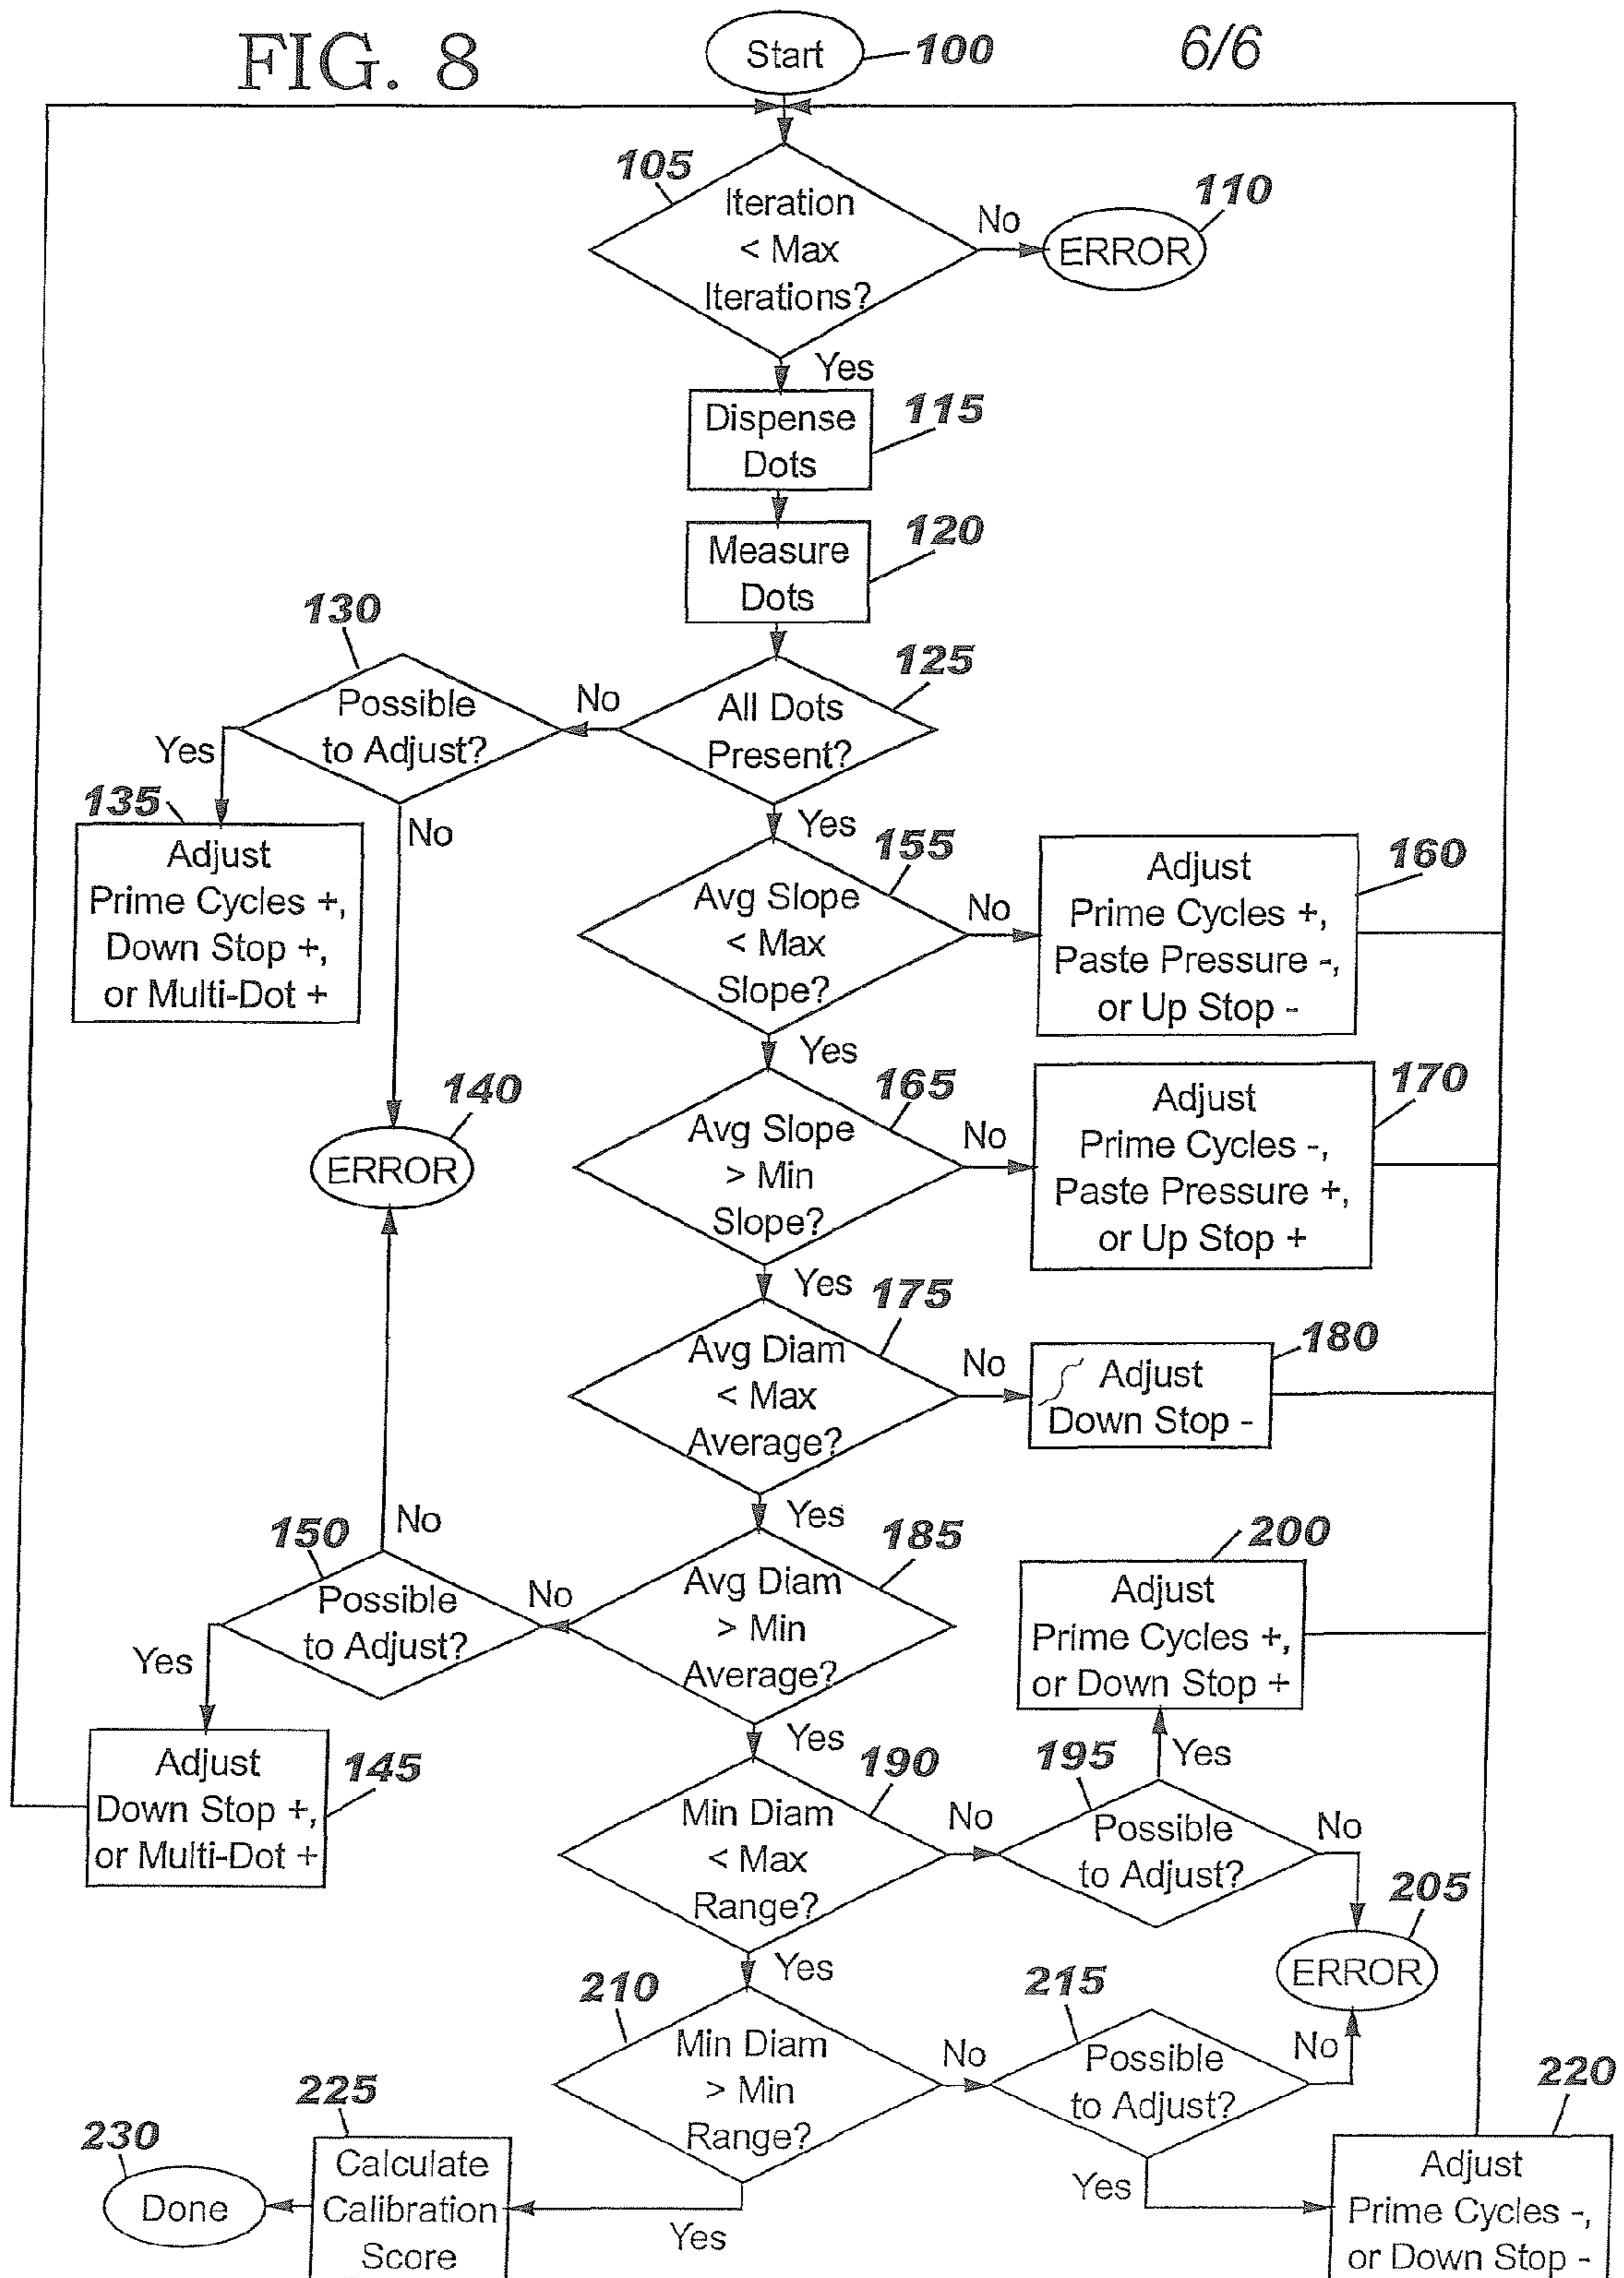 FIG. 8
Start
100
6/6
105
Iteration
< Max
Iterations?
No
110
ERROR
Yes
Dispense
Dots
115
Measure
Dots
120
130
Possible
to Adjust?
No
All Dots
Present?
125
Yes
135
Adjust
Prime Cycles +,
Down Stop +,
or Multi-Dot +
No
Yes
155
Avg Slope
< Max
Slope?
No
Adjust
Prime Cycles +,
Paste Pressure -,
or Up Stop -
160
Yes
140
ERROR
165
Avg Slope
> Min
Slope?
No
Adjust
Prime Cycles -,
Paste Pressure +,
or Up Stop +
170
Yes
175
Avg Diam
< Max
Average?
No
Adjust
Down Stop -
180
Yes
150
No
Possible
to Adjust?
No
185
Avg Diam
> Min
Average?
200
Adjust
Prime Cycles +,
or Down Stop +
Yes
Adjust
Down Stop +,
or Multi-Dot +
145
Yes
190
Min Diam
< Max
Range?
No
195
Yes
Possible
to Adjust?
No
205
ERROR
Yes
210
Min Diam
> Min
Range?
No
215
Possible
to Adjust?
No
Yes
220
Adjust
Prime Cycles -,
or Down Stop -
Yes
225
Calculate
Calibration
Score
230
Done